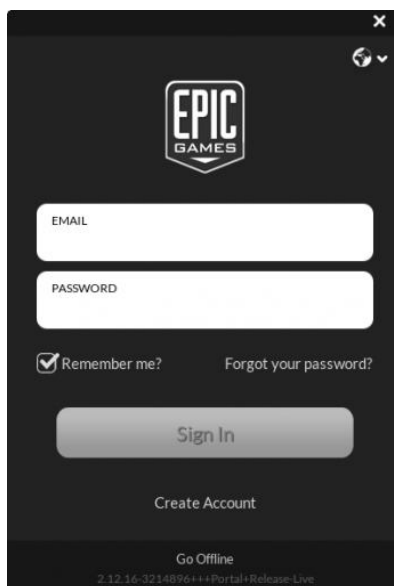 EPIC
GAMES
EMAIL
PASSWORD
Remember me? Forgot your password?
Sign In
Create Account
Go Offline
2.12.16-3214896+++Portal+Release-Live